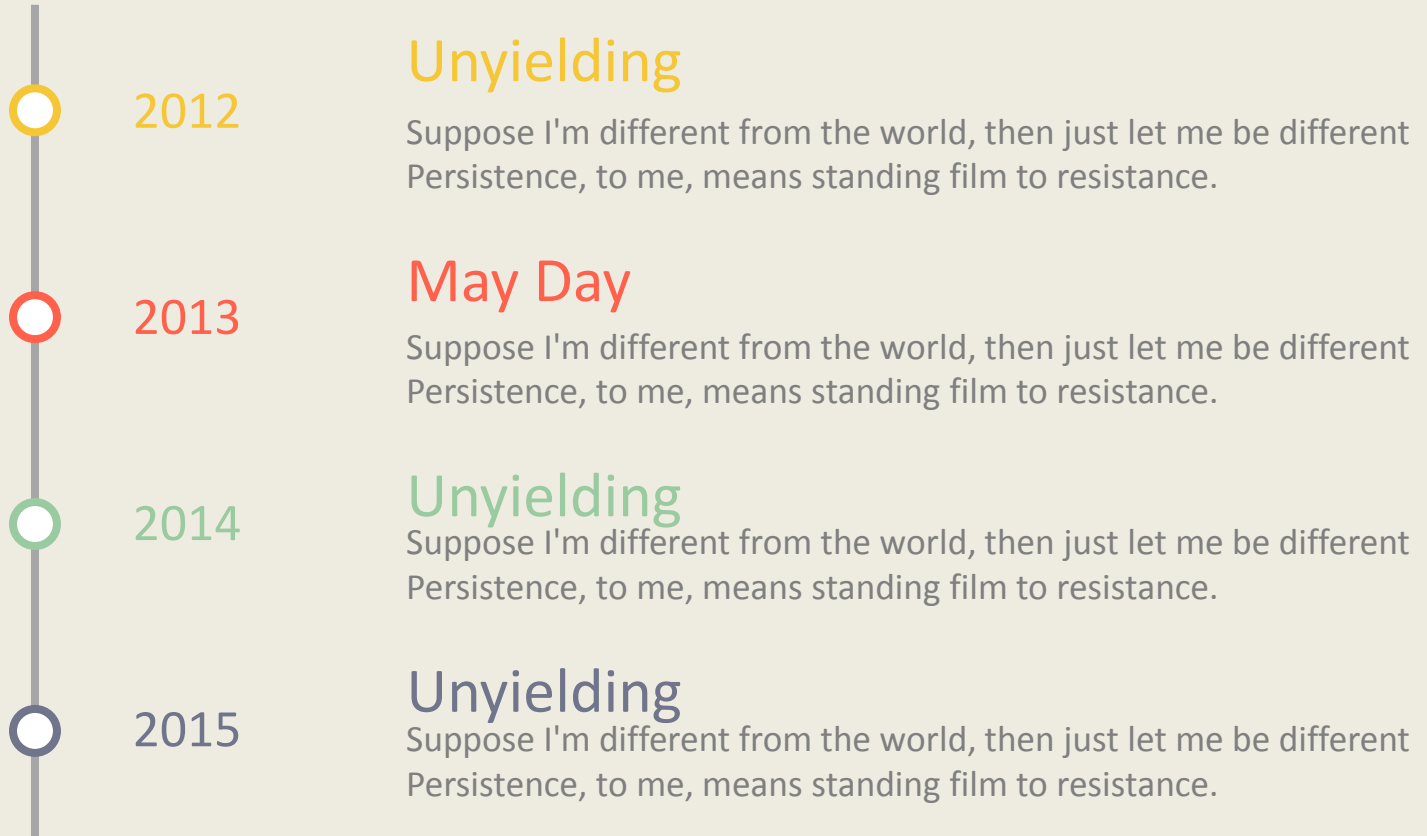 Unyielding
2012
Suppose I'm different from the world, then just let me be different
Persistence, to me, means standing film to resistance.
May Day
2013
Suppose I'm different from the world, then just let me be different
Persistence, to me, means standing film to resistance.
Unyielding
2014
Suppose I'm different from the world, then just let me be different
Persistence, to me, means standing film to resistance.
Unyielding
2015
Suppose I'm different from the world, then just let me be different
Persistence, to me, means standing film to resistance.